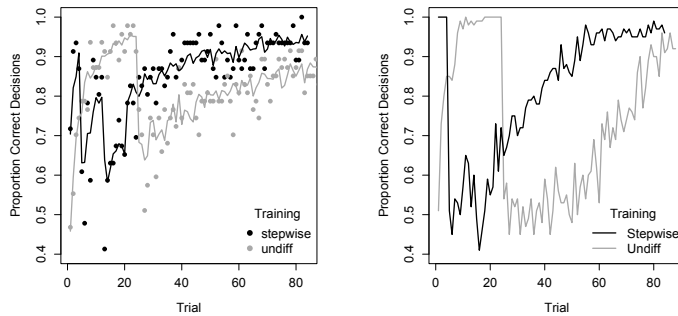 Proportion Correct Decisions
1.0
0.9
0.8
0.7
0.6
0.5
0.4
0 20 40 60 80
Trial
Training
stepwise
undiff
Proportion Correct Decisions
1.0
0.9
0.8
0.7
0.6
0.5
0.4
0 20 40 60 80
Trial
Training
Stepwise
Undiff